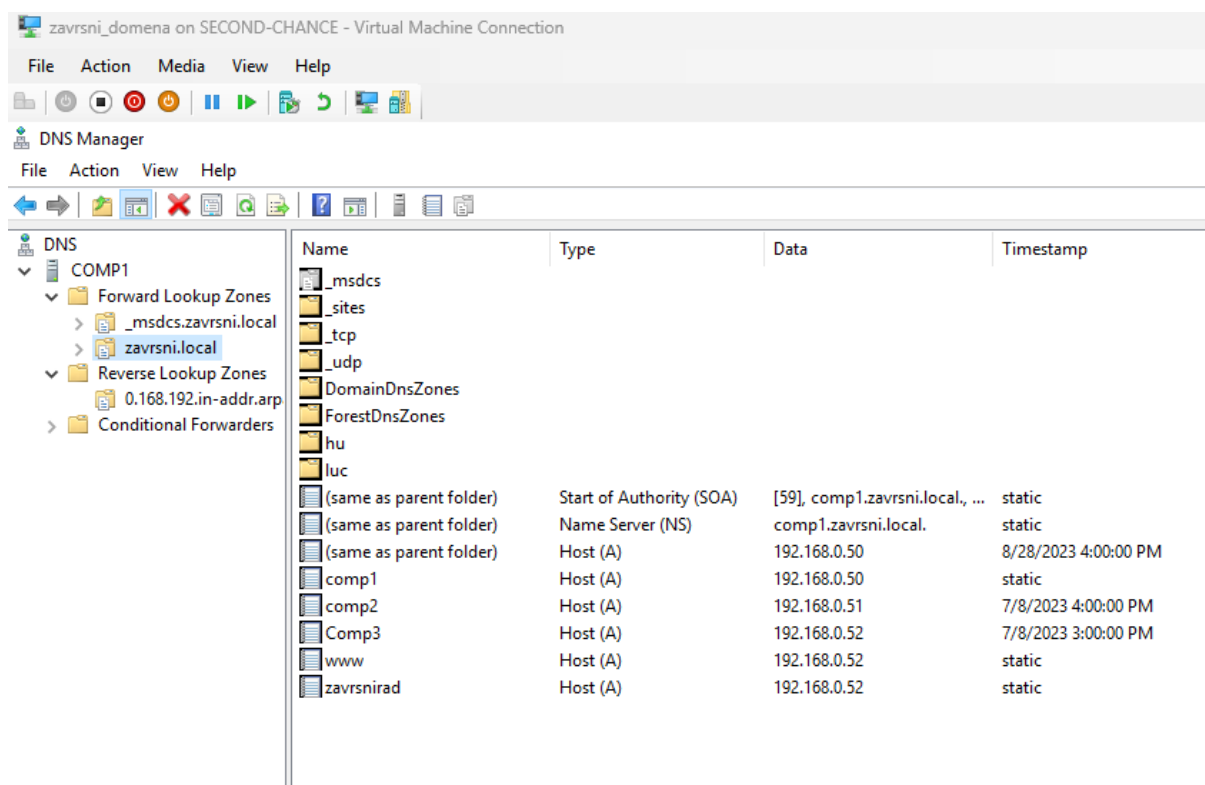 zavrsni_domena on SECOND-CHANCE - Virtual Machine Connection
File Action Media View Help
DNS Manager
File Action View Help
DNS
COMP1
Forward Lookup Zones
_msdcs.zavrsni.local
zavrsni.local
Reverse Lookup Zones
0.168.192.in-addr.arp
Conditional Forwarders
Name Type Data Timestamp
_msdcs
_sites
_tcp
_udp
DomainDnsZones
ForestDnsZones
hu
luc
(same as parent folder) Start of Authority (SOA) [59], comp1.zavrsni.local., ... static
(same as parent folder) Name Server (NS) comp1.zavrsni.local. static
(same as parent folder) Host (A) 192.168.0.50 8/28/2023 4:00:00 PM
comp1 Host (A) 192.168.0.50 static
comp2 Host (A) 192.168.0.51 7/8/2023 4:00:00 PM
Comp3 Host (A) 192.168.0.52 7/8/2023 3:00:00 PM
www Host (A) 192.168.0.52 static
zavrsnirad Host (A) 192.168.0.52 static